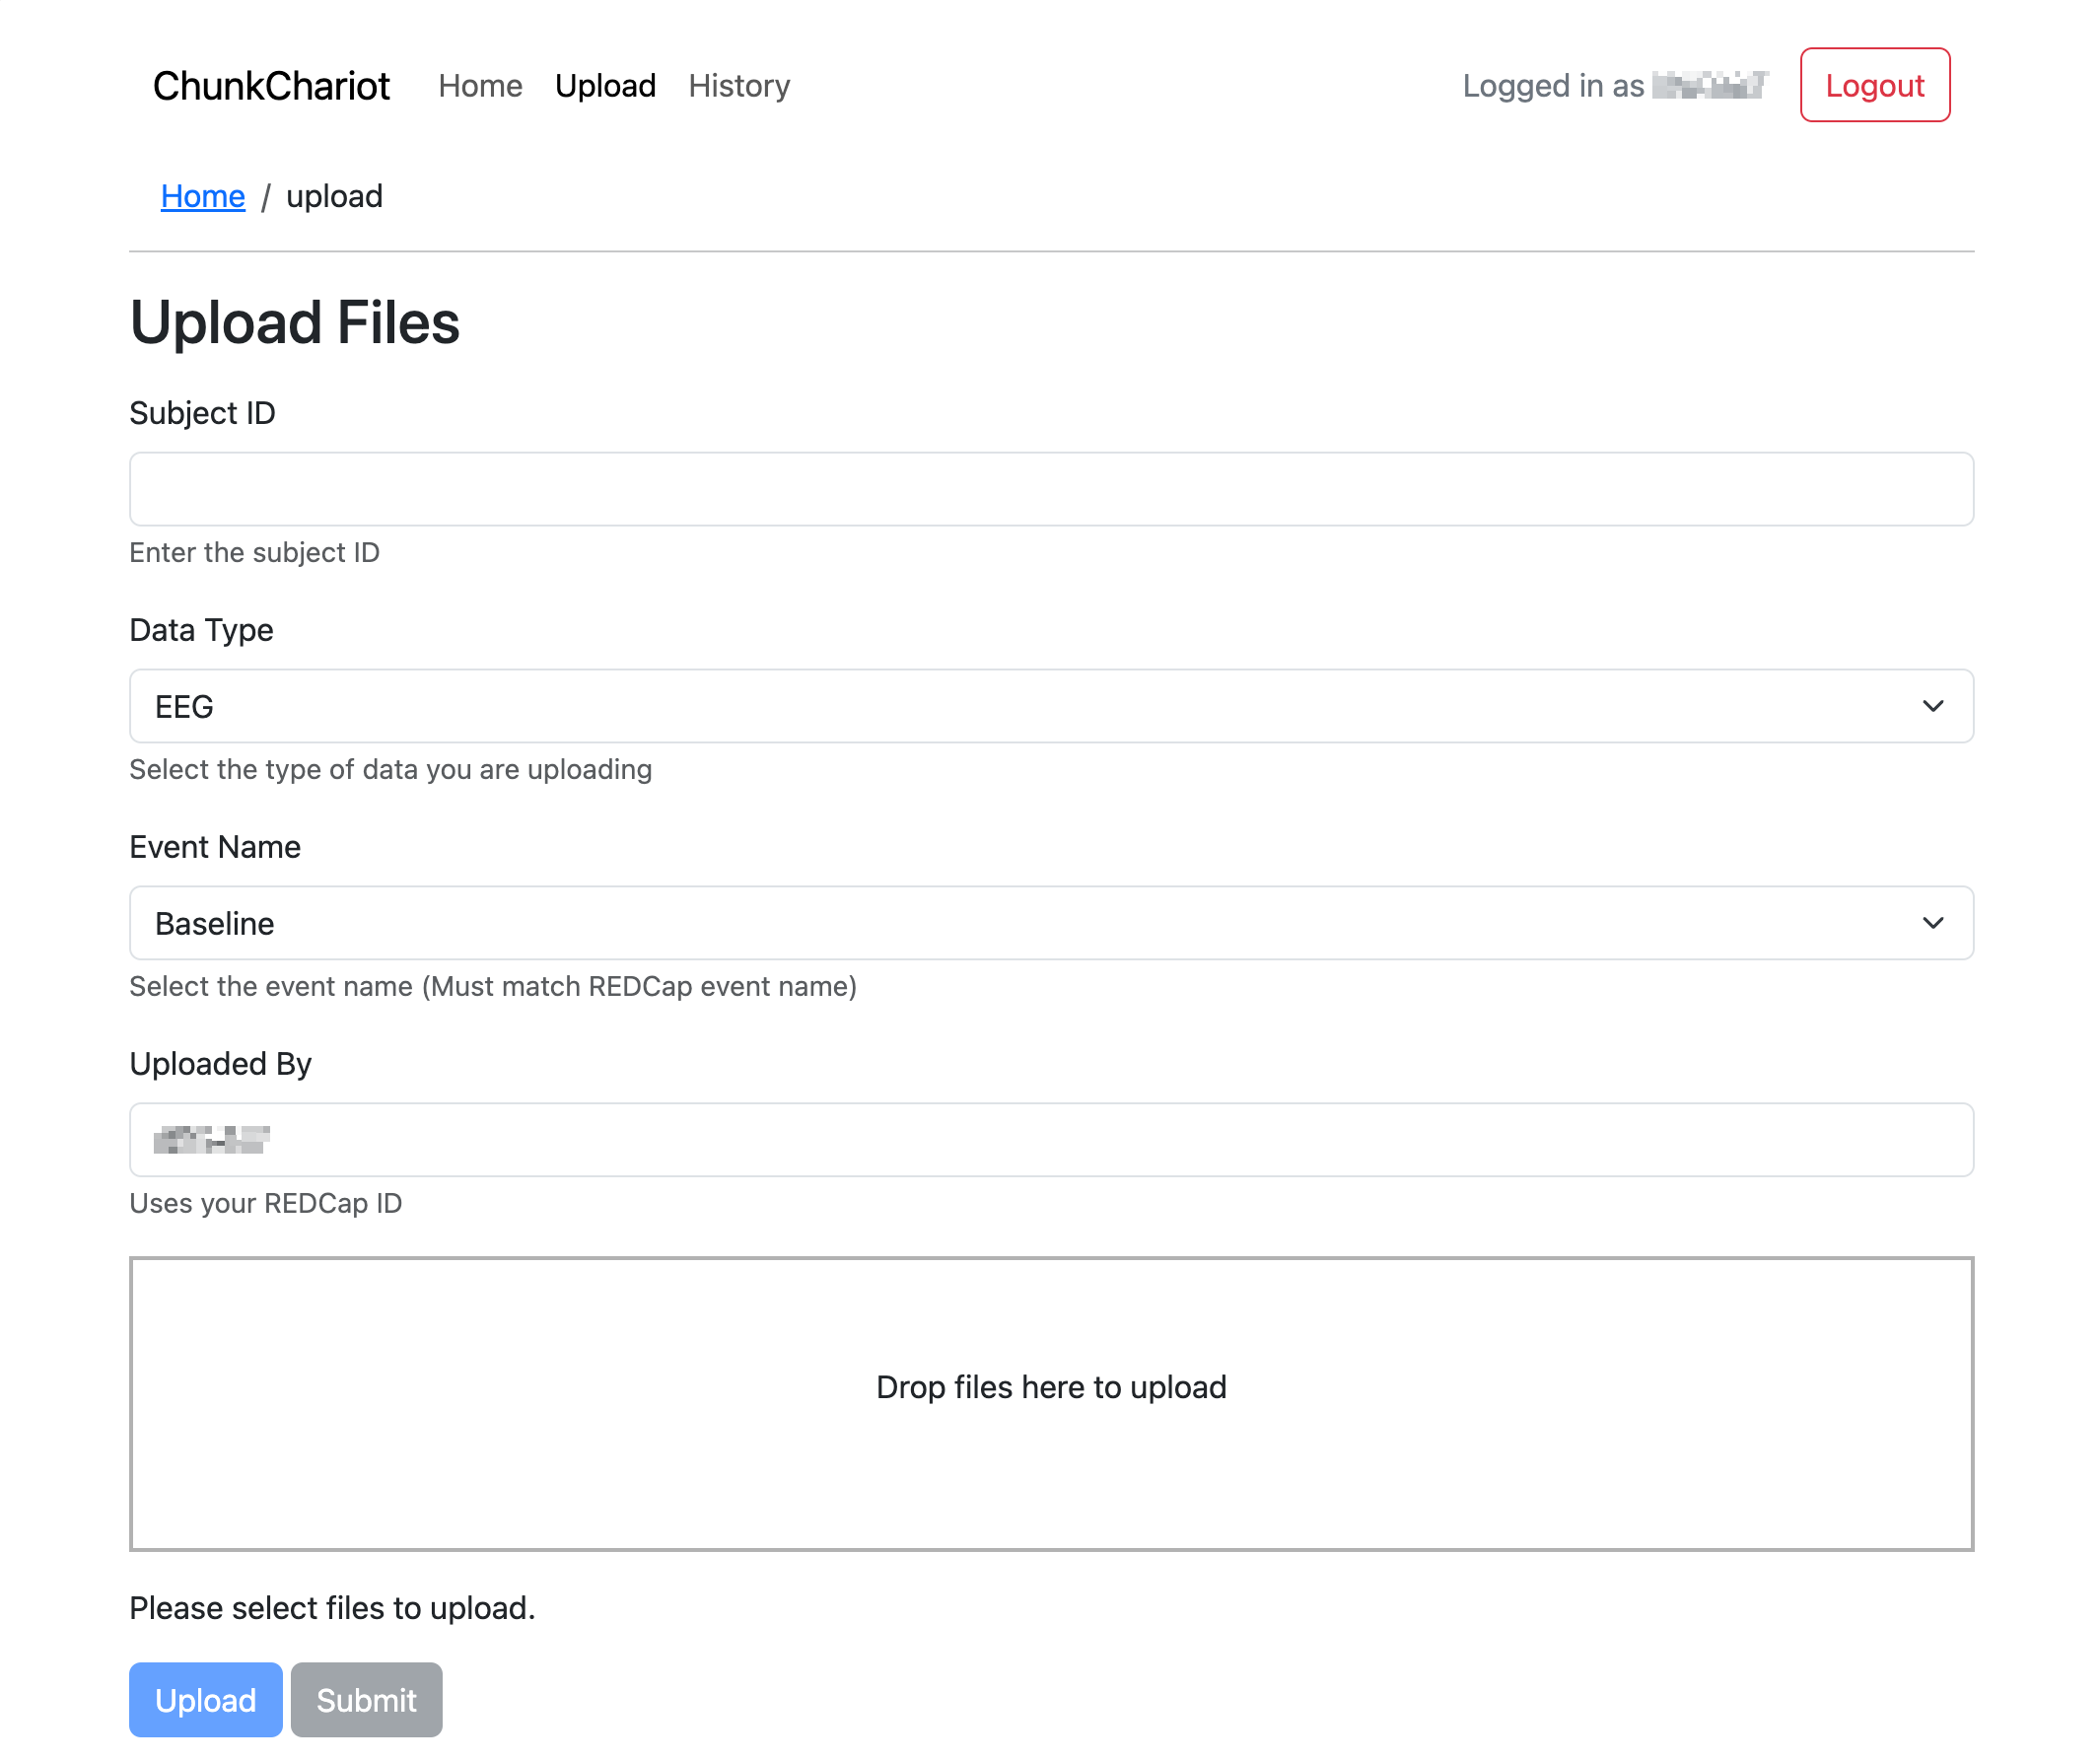 ChunkChariot Home Upload History Logged in as Logout
Home / upload
Upload Files
Subject ID
Enter the subject ID
Data Type
EEG
Select the type of data you are uploading
Event Name
Baseline
Select the event name (Must match REDCap event name)
Uploaded By
Uses your REDCap ID
Drop files here to upload
Please select files to upload.
Upload Submit